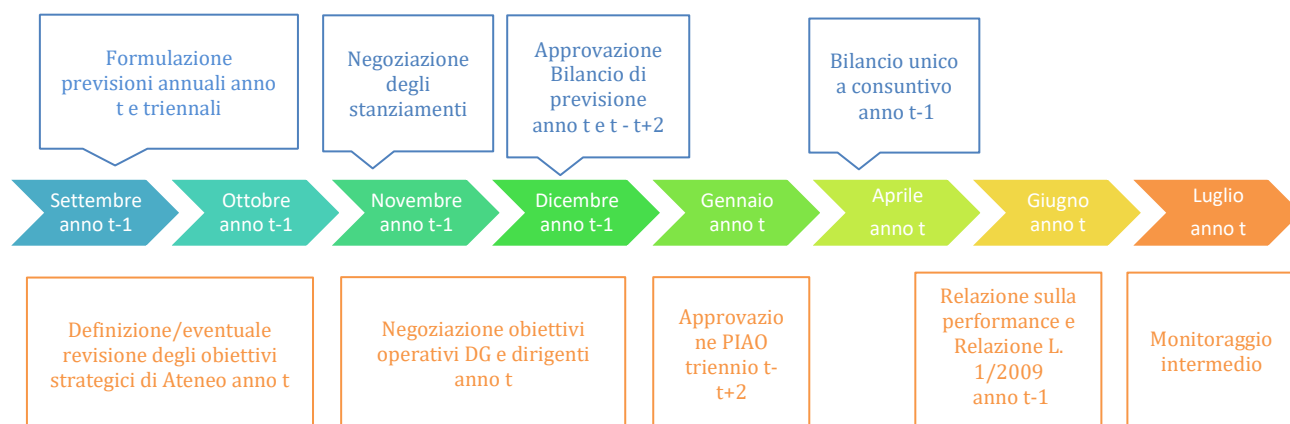 Formulazione
previsioni annuali anno
t e triennali
Negoziazione
degli
stanziamenti
Approvazione
Bilancio di
previsione
anno t e t - t+2
Bilancio unico
a consuntivo
anno t-1
Settembre
anno t-1
Ottobre
anno t-1
Novembre
anno t-1
Dicembre
anno t-1
Gennaio
anno t
Aprile
anno t
Giugno
anno t
Luglio
anno t
Definizione/eventuale
revisione degli obiettivi
strategici di Ateneo anno t
Negoziazione obiettivi
operativi DG e dirigenti
anno t
Approvazio
ne PIAO
triennio t-
t+2
Relazione sulla
performance e
Relazione L.
1/2009
anno t-1
Monitoraggio
intermedio